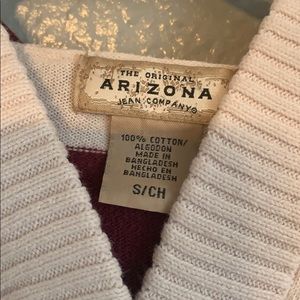 THE ORIGINAL
ARIZONA
JEAN COMPANY®
100% COTTON/
ALGODON
MADE IN
BANGLADESH
HECHO EN
BANGLADESH
S/CH